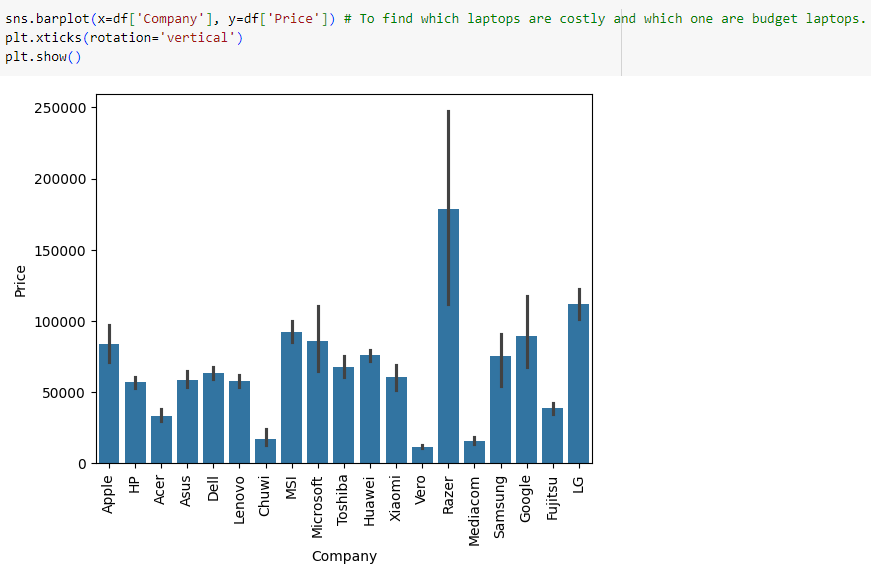 sns.barplot(x=df['Company'], y=df['Price']) # To find which laptops are costly and which one are budget laptops.
plt.xticks(rotation='vertical')
plt.show()
250000
200000
150000
100000
50000
0
Price
Apple
HP
Acer
Asus
Dell
Lenovo
Chuwi
MSI
Microsoft
Toshiba
Huawei
Xiaomi
Vero
Razer
Mediacom
Samsung
Google
Fujitsu
LG
Company